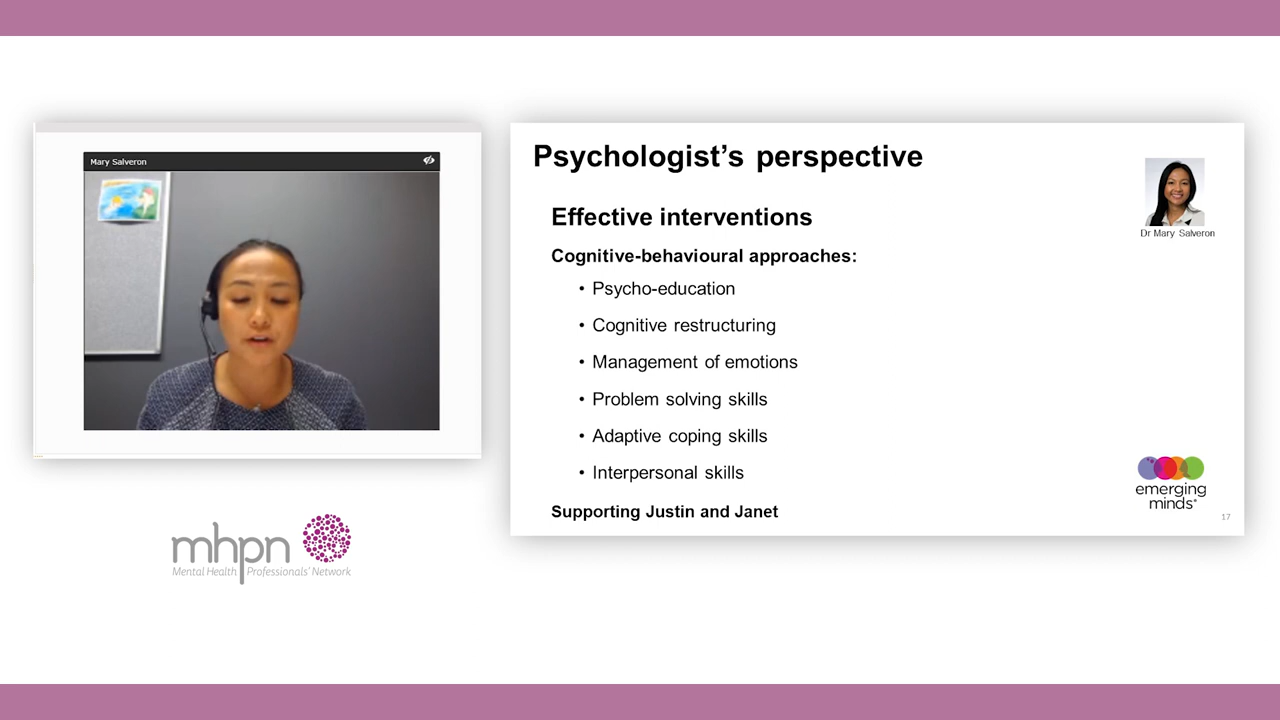 Mary Salveron
Psychologist's perspective
Dr Mary Salveron
Effective interventions
Cognitive-behavioural approaches:
• Psycho-education
• Cognitive restructuring
• Management of emotions
• Problem solving skills
• Adaptive coping skills
• Interpersonal skills
Supporting Justin and Janet
emerging
minds
17
mhpn
Mental Health Professionals' Network